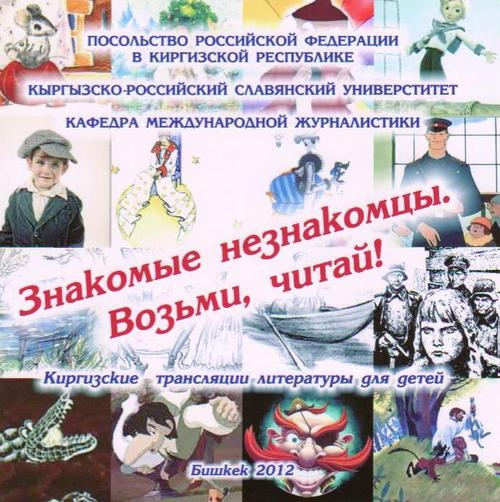 ПОСОЛЬСТВО РОССИЙСКОЙ ФЕДЕРАЦИИ
В КИРГИЗСКОЙ РЕСПУБЛИКЕ
КЫРГЫЗСКО-РОССИЙСКИЙ СЛАВЯНСКИЙ УНИВЕРСТИТЕТ
КАФЕДРА МЕЖДУНАРОДНОЙ ЖУРНАЛИСТИКИ
Знакомые незнакомцы.
Возьми, читай!
Киргизские трансляции литературы для детей
Бишкек 2012